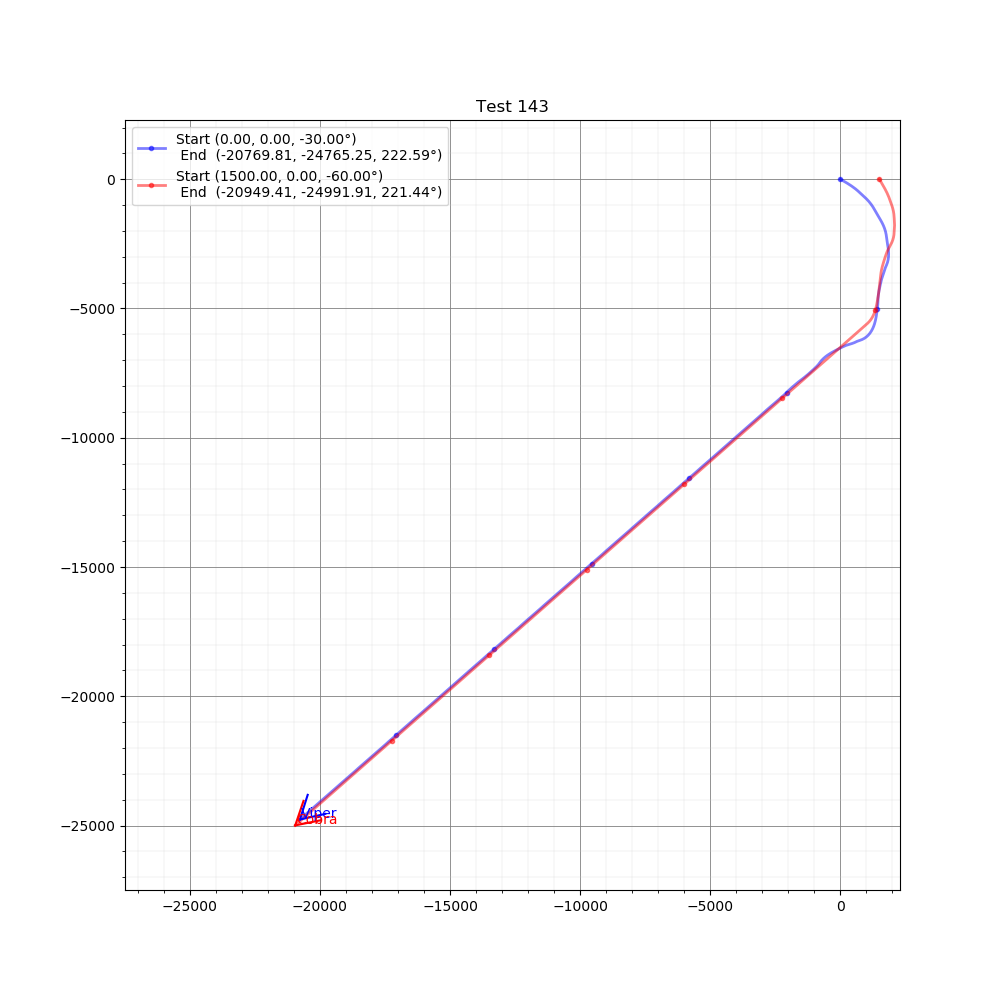 Test 143
Start (0.00, 0.00, -30.00°)
End (-20769.81, -24765.25, 222.59°)
Start (1500.00, 0.00, -60.00°)
End (-20949.41, -24991.91, 221.44°)
0
−5000
−10000
−15000
−20000
−25000
Viper
Cobra
−25000 −20000 −15000 −10000 −5000 0